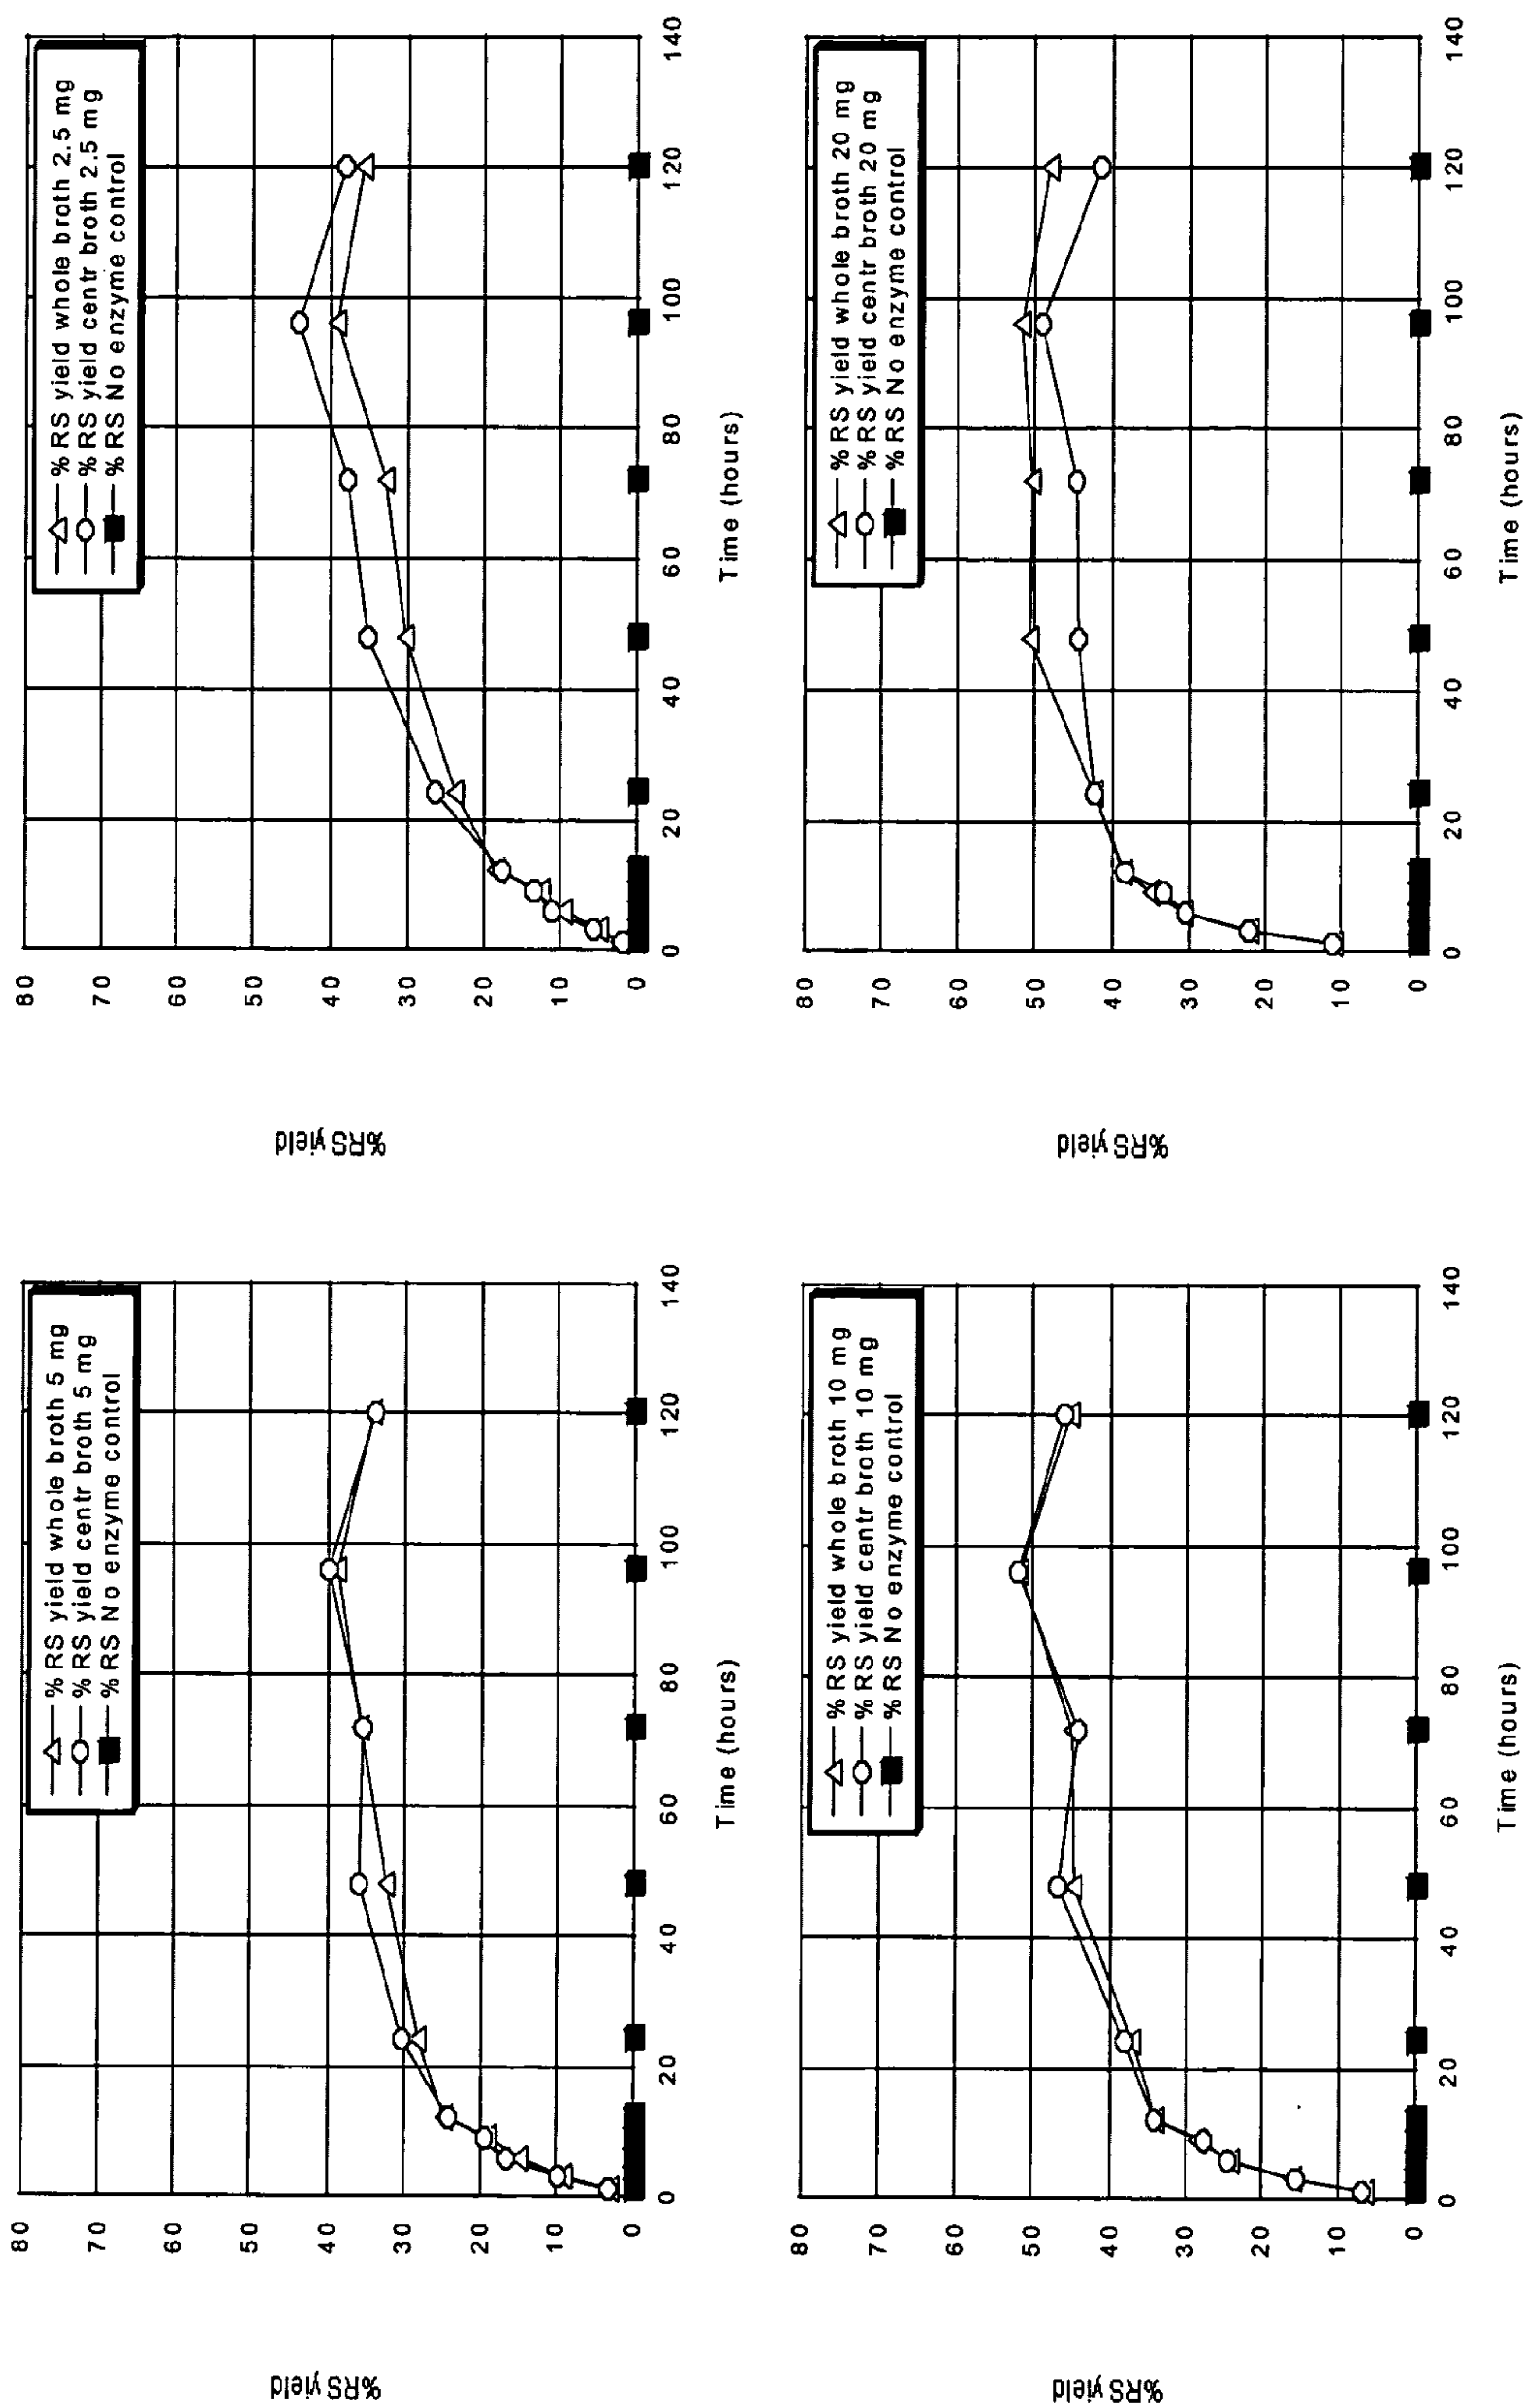 %RS yield
80
70
60
50
40
30
20
10
0
% RS yield whole broth 5 mg
% RS yield centr broth 5 mg
% RS No enzyme control
0 20 40 60 80 100 120 140
Time (hours)
%RS yield
80
70
60
50
40
30
20
10
0
% RS yield whole broth 2.5 mg
% RS yield centr broth 2.5 mg
% RS No enzyme control
0 20 40 60 80 100 120 140
Time (hours)
%RS yield
80
70
60
50
40
30
20
10
0
% RS yield whole broth 10 mg
% RS yield centr broth 10 mg
% RS No enzyme control
0 20 40 60 80 100 120 140
Time (hours)
%RS yield
80
70
60
50
40
30
20
10
0
% RS yield whole broth 20 mg
% RS yield centr broth 20 mg
% RS No enzyme control
0 20 40 60 80 100 120 140
Time (hours)